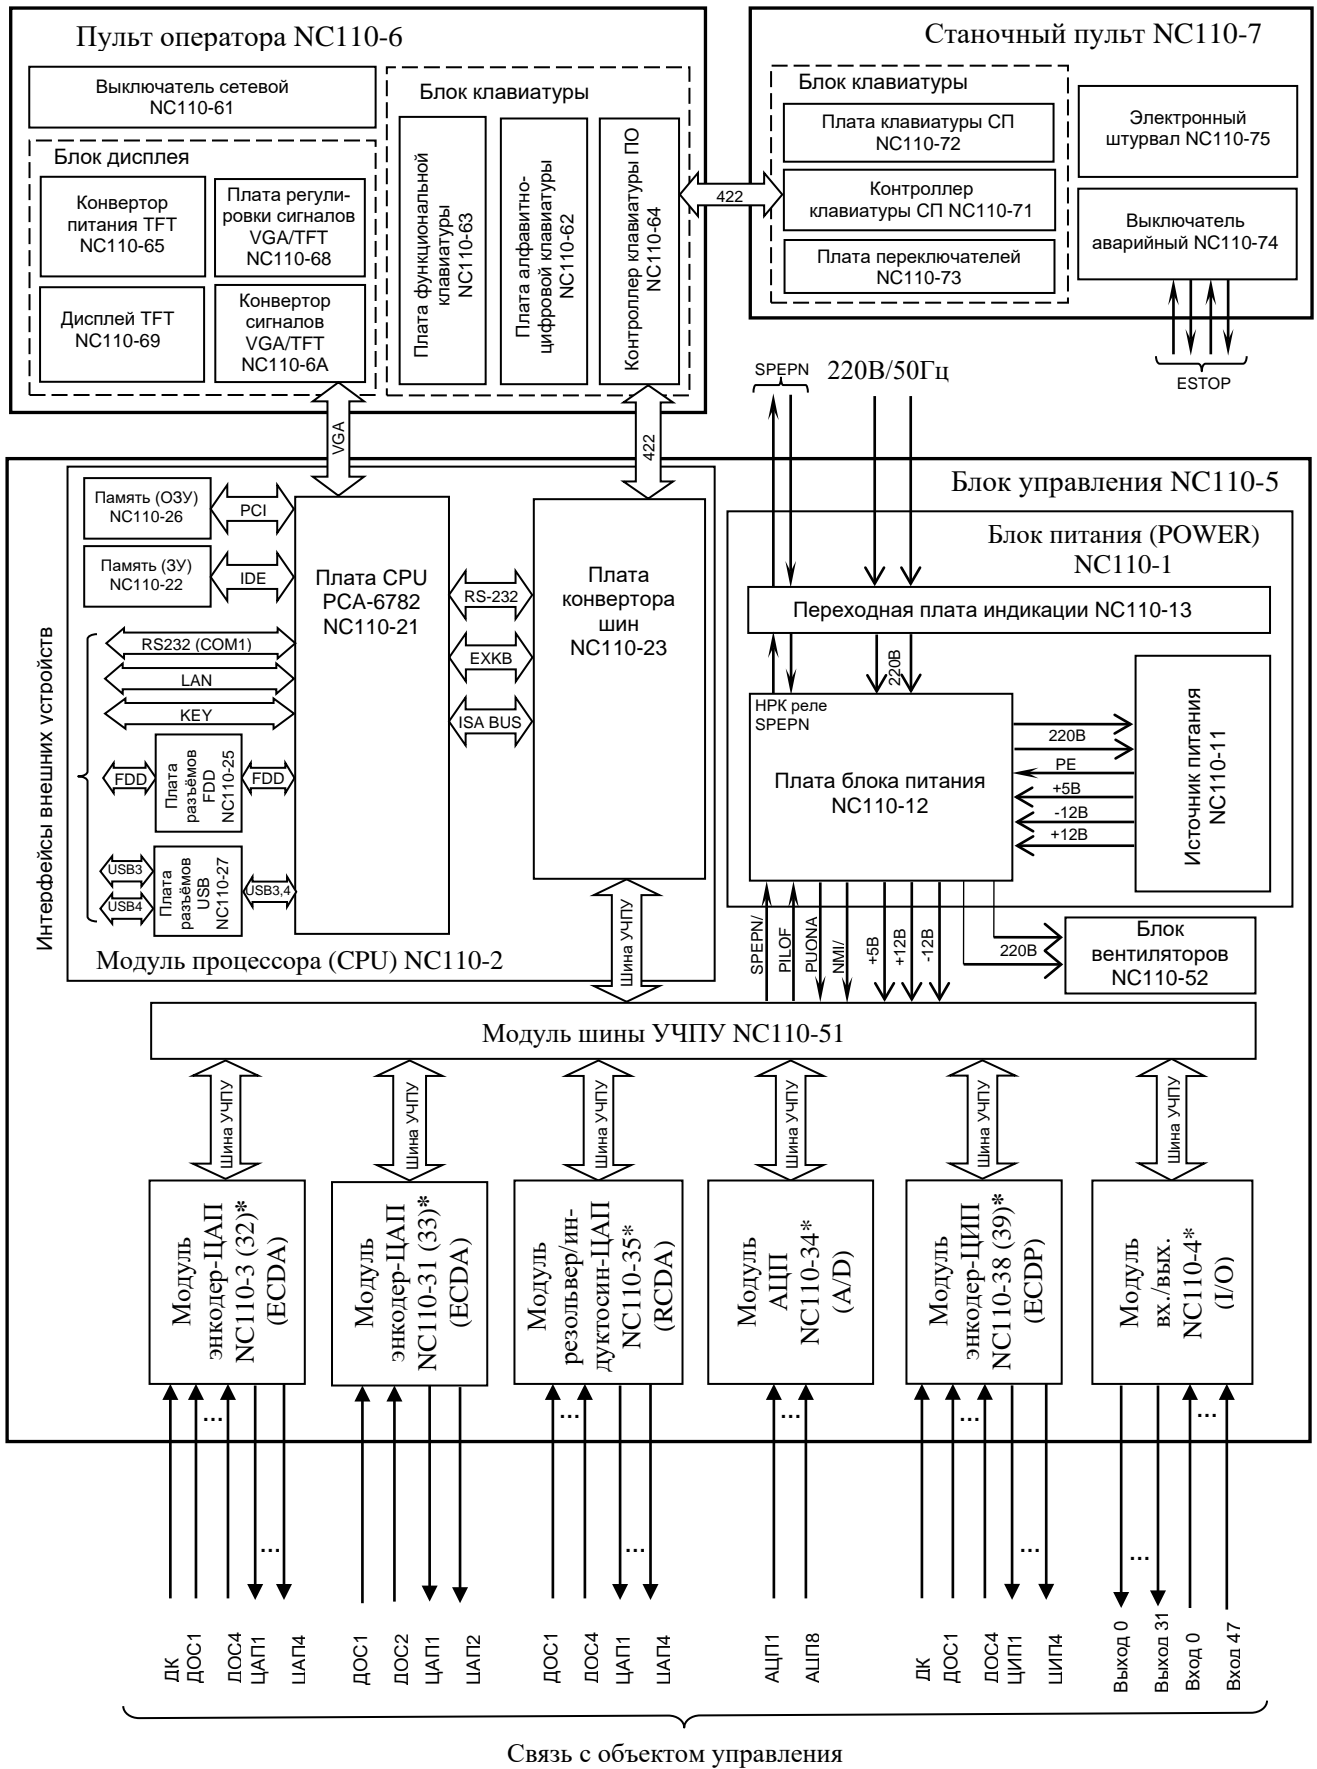 Пульт оператора NC110-6
Выключатель сетевой
NC110-61
Блок дисплея
Конвертор
питания TFT
NC110-65
Плата регули-
ровки сигналов
VGA/TFT
NC110-68
Дисплей TFT
NC110-69
Конвертор
сигналов
VGA/TFT
NC110-6A
Блок клавиатуры
Плата функциональной
клавиатуры
NC110-63
Плата алфавитно-
цифровой клавиатуры
NC110-62
Контроллер клавиатуры ПО
NC110-64
422
Станочный пульт NC110-7
Блок клавиатуры
Плата клавиатуры СП
NC110-72
Контроллер
клавиатуры СП NC110-71
Плата переключателей
NC110-73
Электронный
штурвал NC110-75
Выключатель
аварийный NC110-74
ESTOP
SPEPN
220В/50Гц
VGA
422
Блок управления NC110-5
Память (ОЗУ)
NC110-26
PCI
Память (ЗУ)
NC110-22
IDE
Плата CPU
PCA-6782
NC110-21
RS-232
EXKB
ISA BUS
Плата
конвертора
шин
NC110-23
Интерфейсы внешних устройств
RS232 (COM1)
LAN
KEY
FDD
Плата
разъёмов
FDD
NC110-25
FDD
USB3
USB4
Плата
разъёмов
USB
NC110-27
USB3,4
Модуль процессора (CPU) NC110-2
Шина УЧПУ
Блок питания (POWER)
NC110-1
Переходная плата индикации NC110-13
220В
НРК реле
SPEPN
Плата блока питания
NC110-12
220В
PE
+5В
-12В
+12В
Источник питания
NC110-11
SPEPN/
PILOF
PUONA
NMI/
+5В
+12В
-12В
220В
Блок
вентиляторов
NC110-52
Модуль шины УЧПУ NC110-51
Шина УЧПУ
Шина УЧПУ
Шина УЧПУ
Шина УЧПУ
Шина УЧПУ
Шина УЧПУ
Модуль
энкодер-ЦАП
NC110-3 (32)*
(ECDA)
Модуль
энкодер-ЦАП
NC110-31 (33)*
(ECDA)
Модуль
резольвер/ин-
дуктосин-ЦАП
NC110-35*
(RCDA)
Модуль
АЦП
NC110-34*
(A/D)
Модуль
энкодер-ЦИП
NC110-38 (39)*
(ECDP)
Модуль
вх./вых.
NC110-4*
(I/O)
...
...
...
...
...
...
...
...
...
...
ДК
ДОС1
ДОС4
ЦАП1
ЦАП4
ДОС1
ДОС2
ЦАП1
ЦАП2
ДОС1
ДОС4
ЦАП1
ЦАП4
АЦП1
АЦП8
ДК
ДОС1
ДОС4
ЦИП1
ЦИП4
Выход 0
Выход 31
Вход 0
Вход 47
Связь с объектом управления